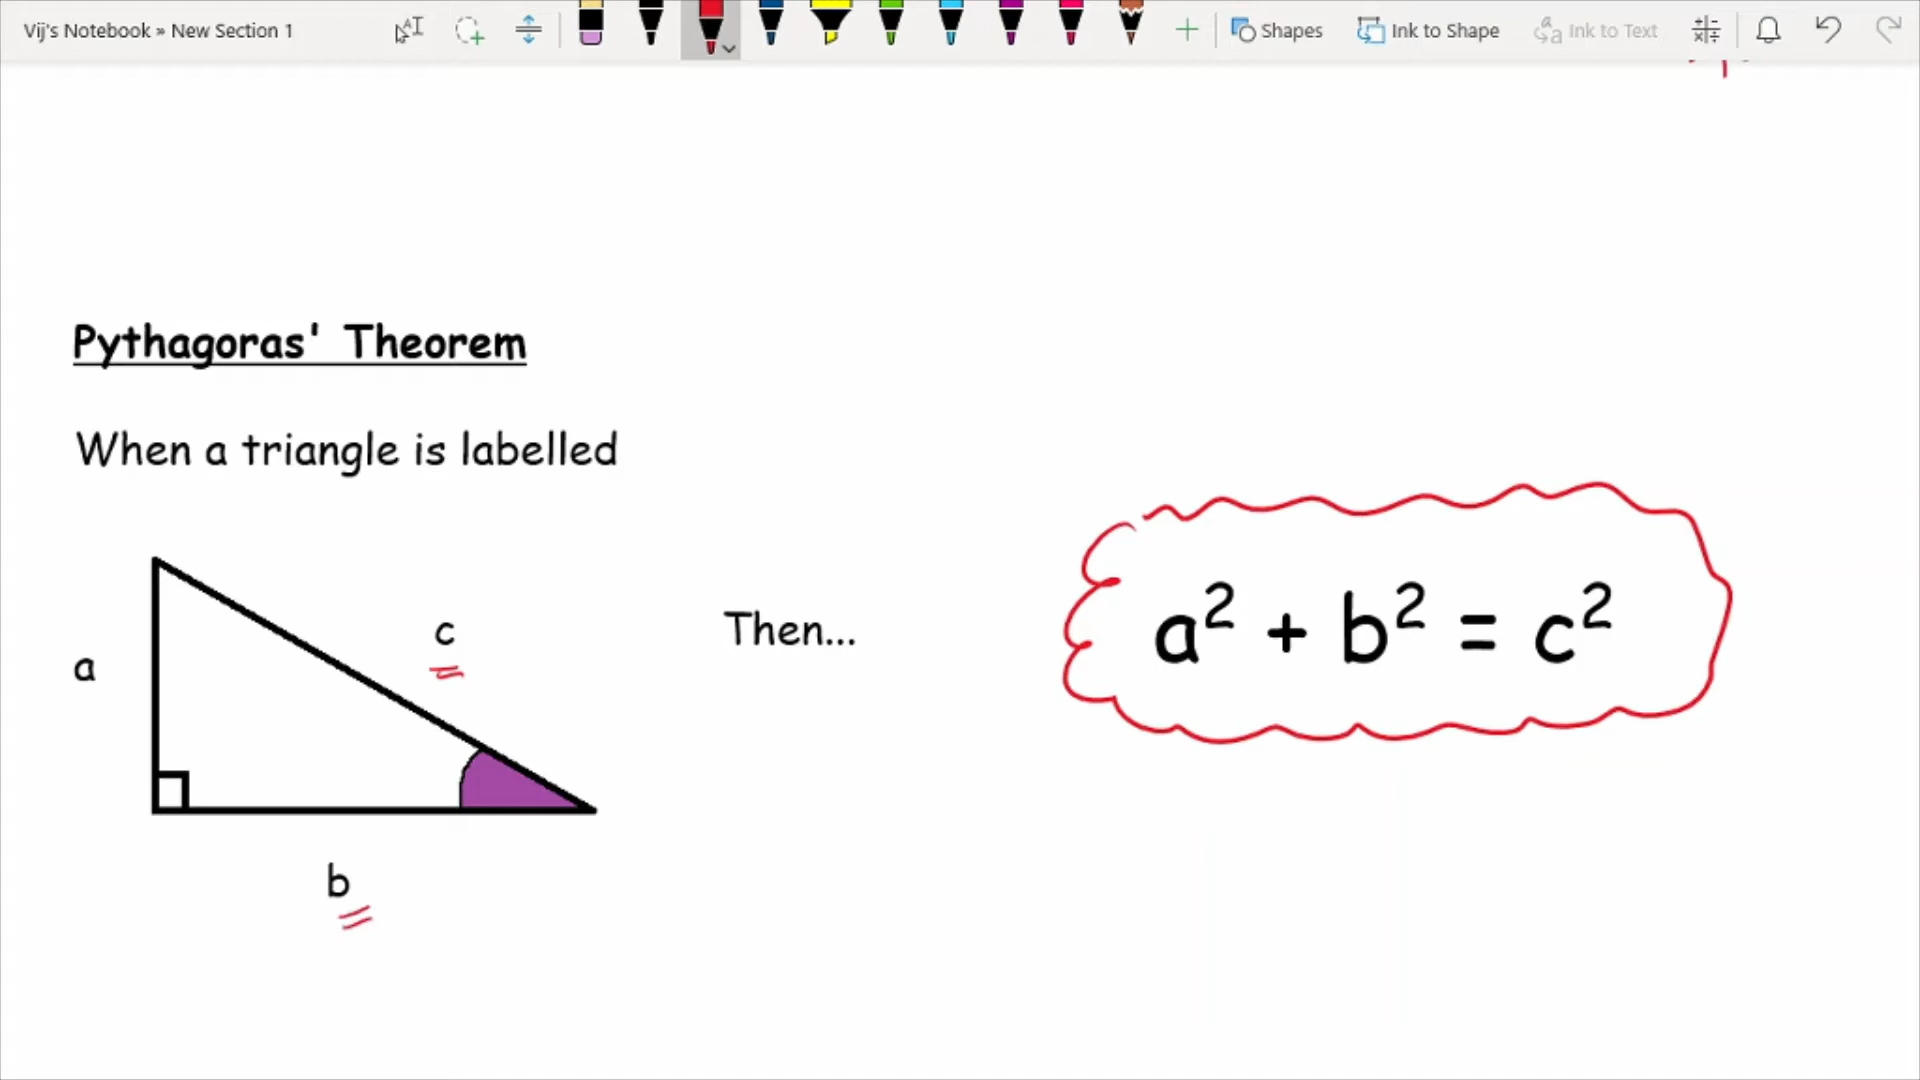 Vij's Notebook » New Section 1
Shapes
Ink to Shape
Ink to Text
Pythagoras' Theorem
When a triangle is labelled
a
c
b
Then...
a² + b² = c²